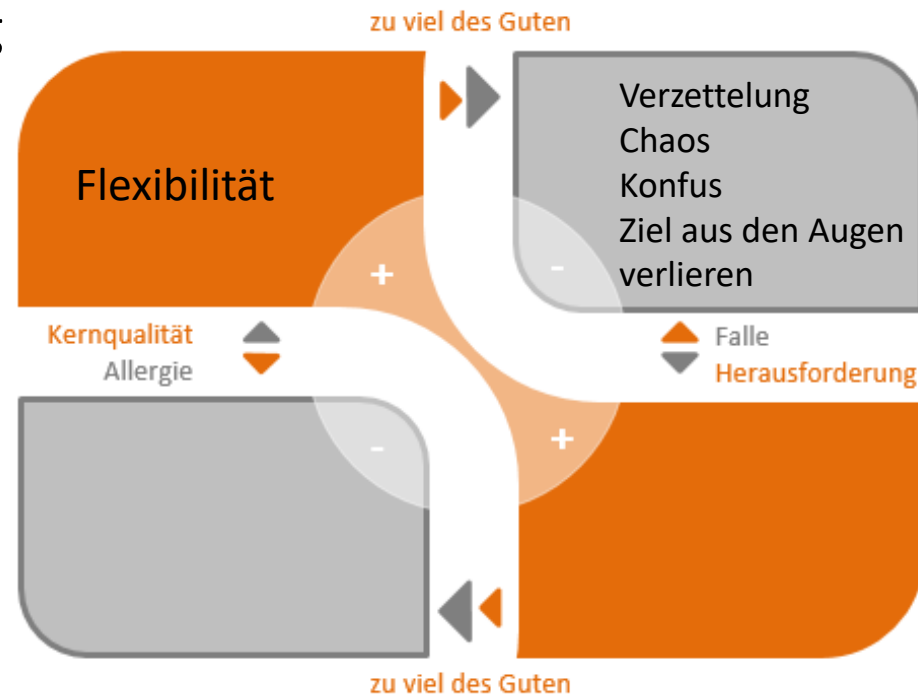 zu viel des Guten
Flexibilität
Verzettelung
Chaos
Konfus
Ziel aus den Augen
verlieren
+
-
Kernqualität
Allergie
Falle
Herausforderung
-
+
zu viel des Guten